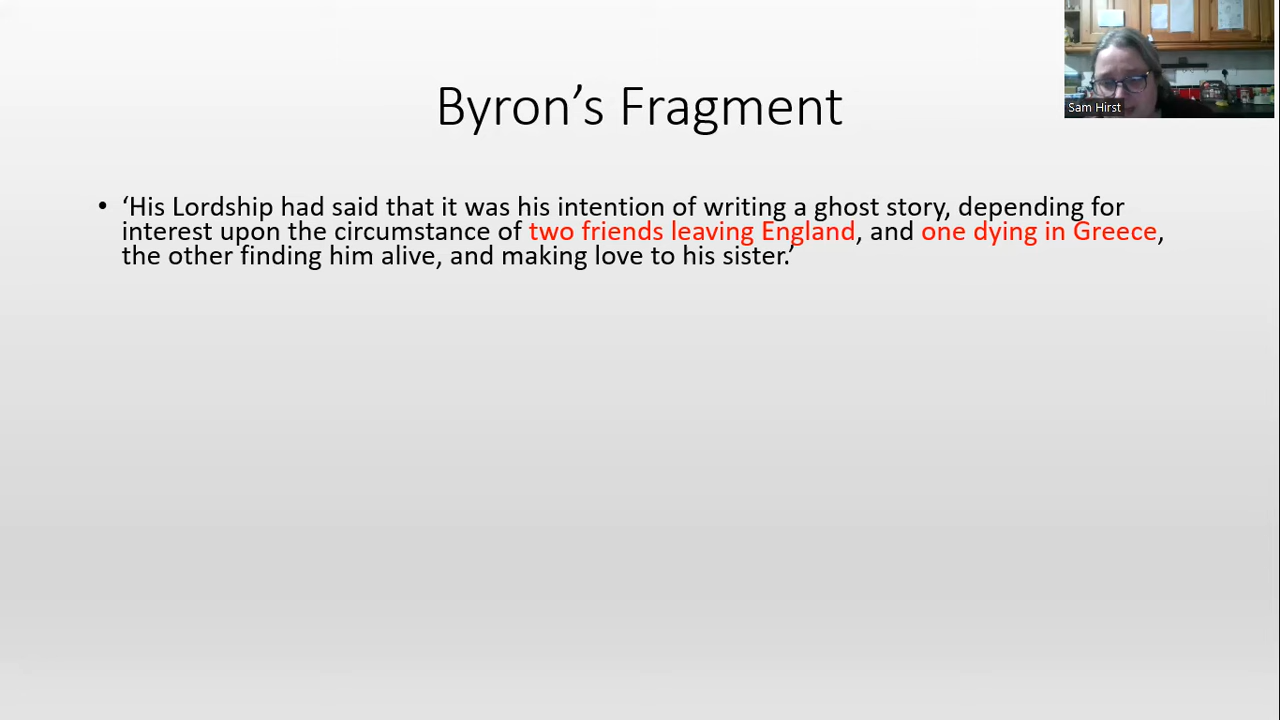 Byron’s Fragment
Sam Hirst
• ‘His Lordship had said that it was his intention of writing a ghost story, depending for
interest upon the circumstance of two friends leaving England, and one dying in Greece,
the other finding him alive, and making love to his sister.’